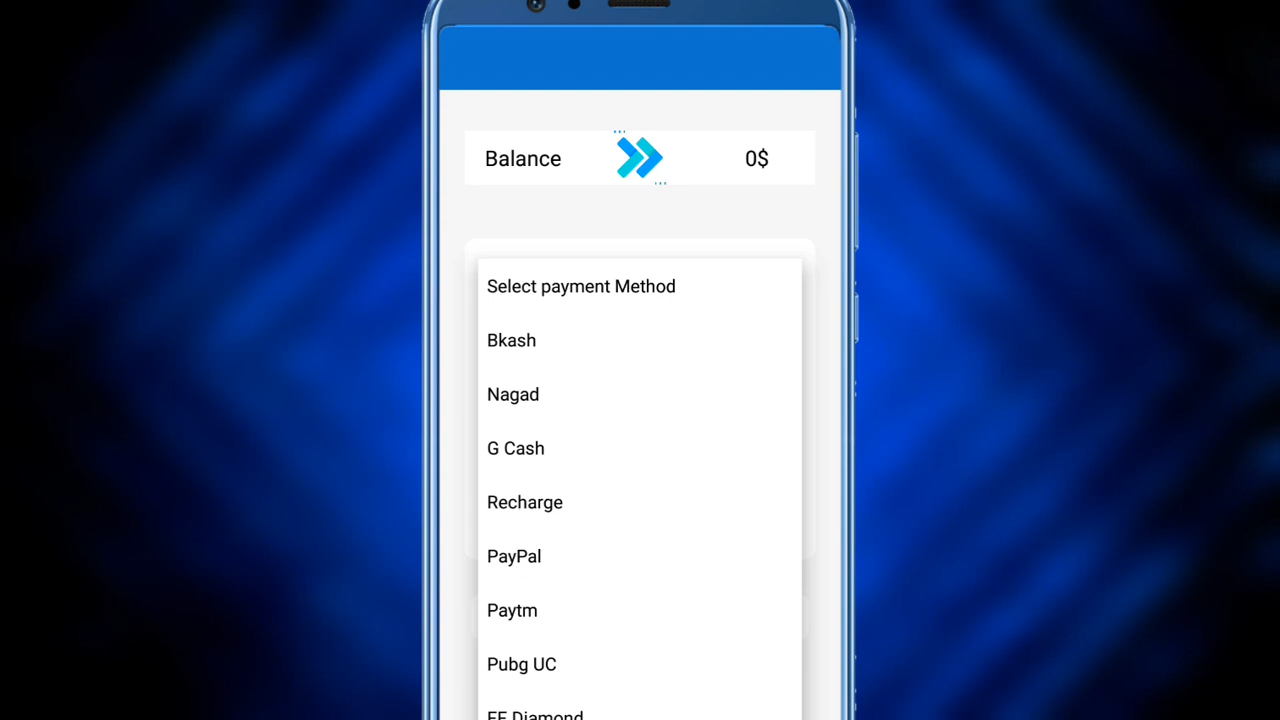 Balance 0$
Select payment Method
Bkash
Nagad
G Cash
Recharge
PayPal
Paytm
Pubg UC
FF Diamond